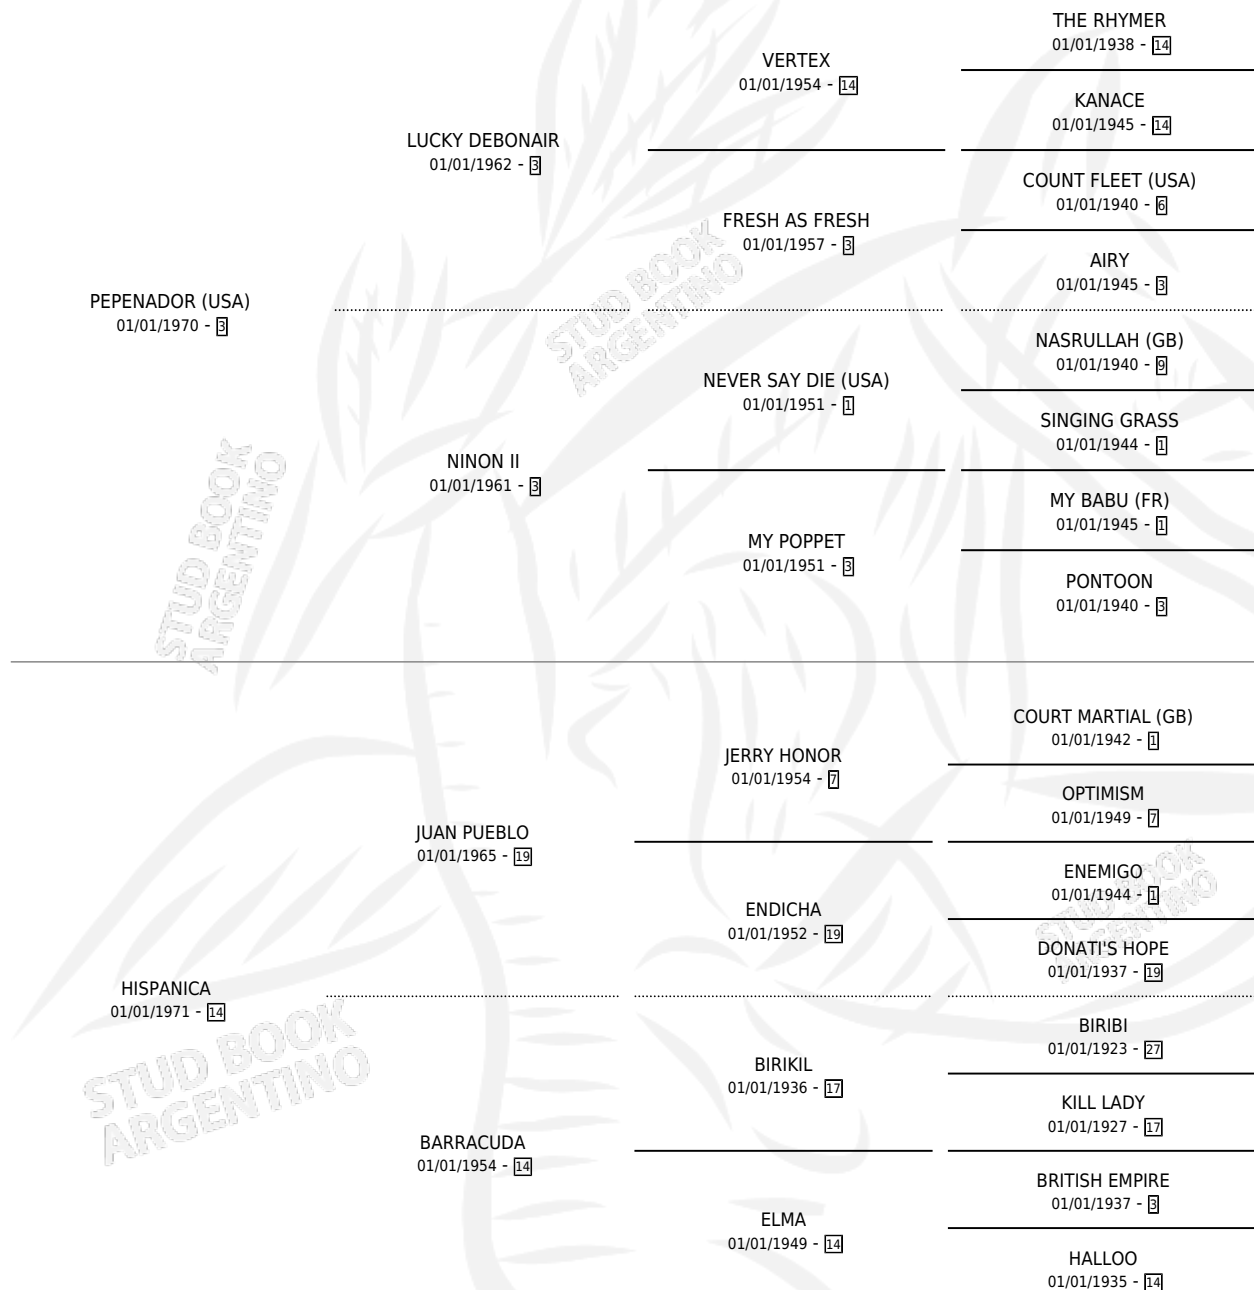 THE RHYMER
01/01/1938 - 14
VERTEX
01/01/1954 - 14
KANACE
01/01/1945 - 14
LUCKY DEBONAIR
01/01/1962 - 3
COUNT FLEET (USA)
01/01/1940 - 6
FRESH AS FRESH
01/01/1957 - 3
AIRY
01/01/1945 - 3
PEPENADOR (USA)
01/01/1970 - 3
NASRULLAH (GB)
01/01/1940 - 9
NEVER SAY DIE (USA)
01/01/1951 - 1
SINGING GRASS
01/01/1944 - 1
NINON II
01/01/1961 - 3
MY BABU (FR)
01/01/1945 - 1
MY POPPET
01/01/1951 - 3
PONTOON
01/01/1940 - 3
COURT MARTIAL (GB)
01/01/1942 - 1
JERRY HONOR
01/01/1954 - 7
OPTIMISM
01/01/1949 - 7
JUAN PUEBLO
01/01/1965 - 19
ENEMIGO
01/01/1944 - 1
ENDICHA
01/01/1952 - 19
DONATI'S HOPE
01/01/1937 - 19
HISPANICA
01/01/1971 - 14
BIRIBI
01/01/1923 - 27
BIRIKIL
01/01/1936 - 17
KILL LADY
01/01/1927 - 17
BARRACUDA
01/01/1954 - 14
BRITISH EMPIRE
01/01/1937 - 3
ELMA
01/01/1949 - 14
HALLOO
01/01/1935 - 14
STUD BOOK
ARGENTINO
STUD BOOK
ARGENTINO
STUD BOOK
ARGENTINO
STUD BOOK
ARGENTINO